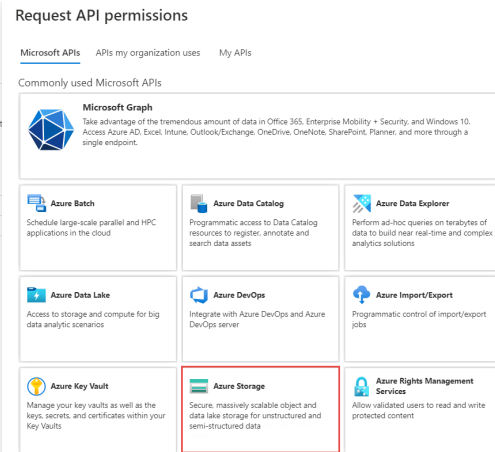 Request API permissions
Microsoft APIs APIs my organization uses My APIs
Commonly used Microsoft APIs
Microsoft Graph
Take advantage of the tremendous amount of data in Office 365, Enterprise Mobility + Security, and Windows 10.
Access Azure AD, Excel, Intune, Outlook/Exchange, OneDrive, OneNote, SharePoint, Planner, and more through a
single endpoint.
Azure Batch
Schedule large-scale parallel and HPC
applications in the cloud
Azure Data Catalog
Programmatic access to Data Catalog
resources to register, annotate and
search data assets
Azure Data Explorer
Perform ad-hoc queries on terabytes of
data to build near real-time and complex
analytics solutions
Azure Data Lake
Access to storage and compute for big
data analytic scenarios
Azure DevOps
Integrate with Azure DevOps and Azure
DevOps server
Azure Import/Export
Programmatic control of import/export
jobs
Azure Key Vault
Manage your key vaults as well as the
keys, secrets, and certificates within your
Key Vaults
Azure Storage
Secure, massively scalable object and
data lake storage for unstructured and
semi-structured data
Azure Rights Management
Services
Allow validated users to read and write
protected content